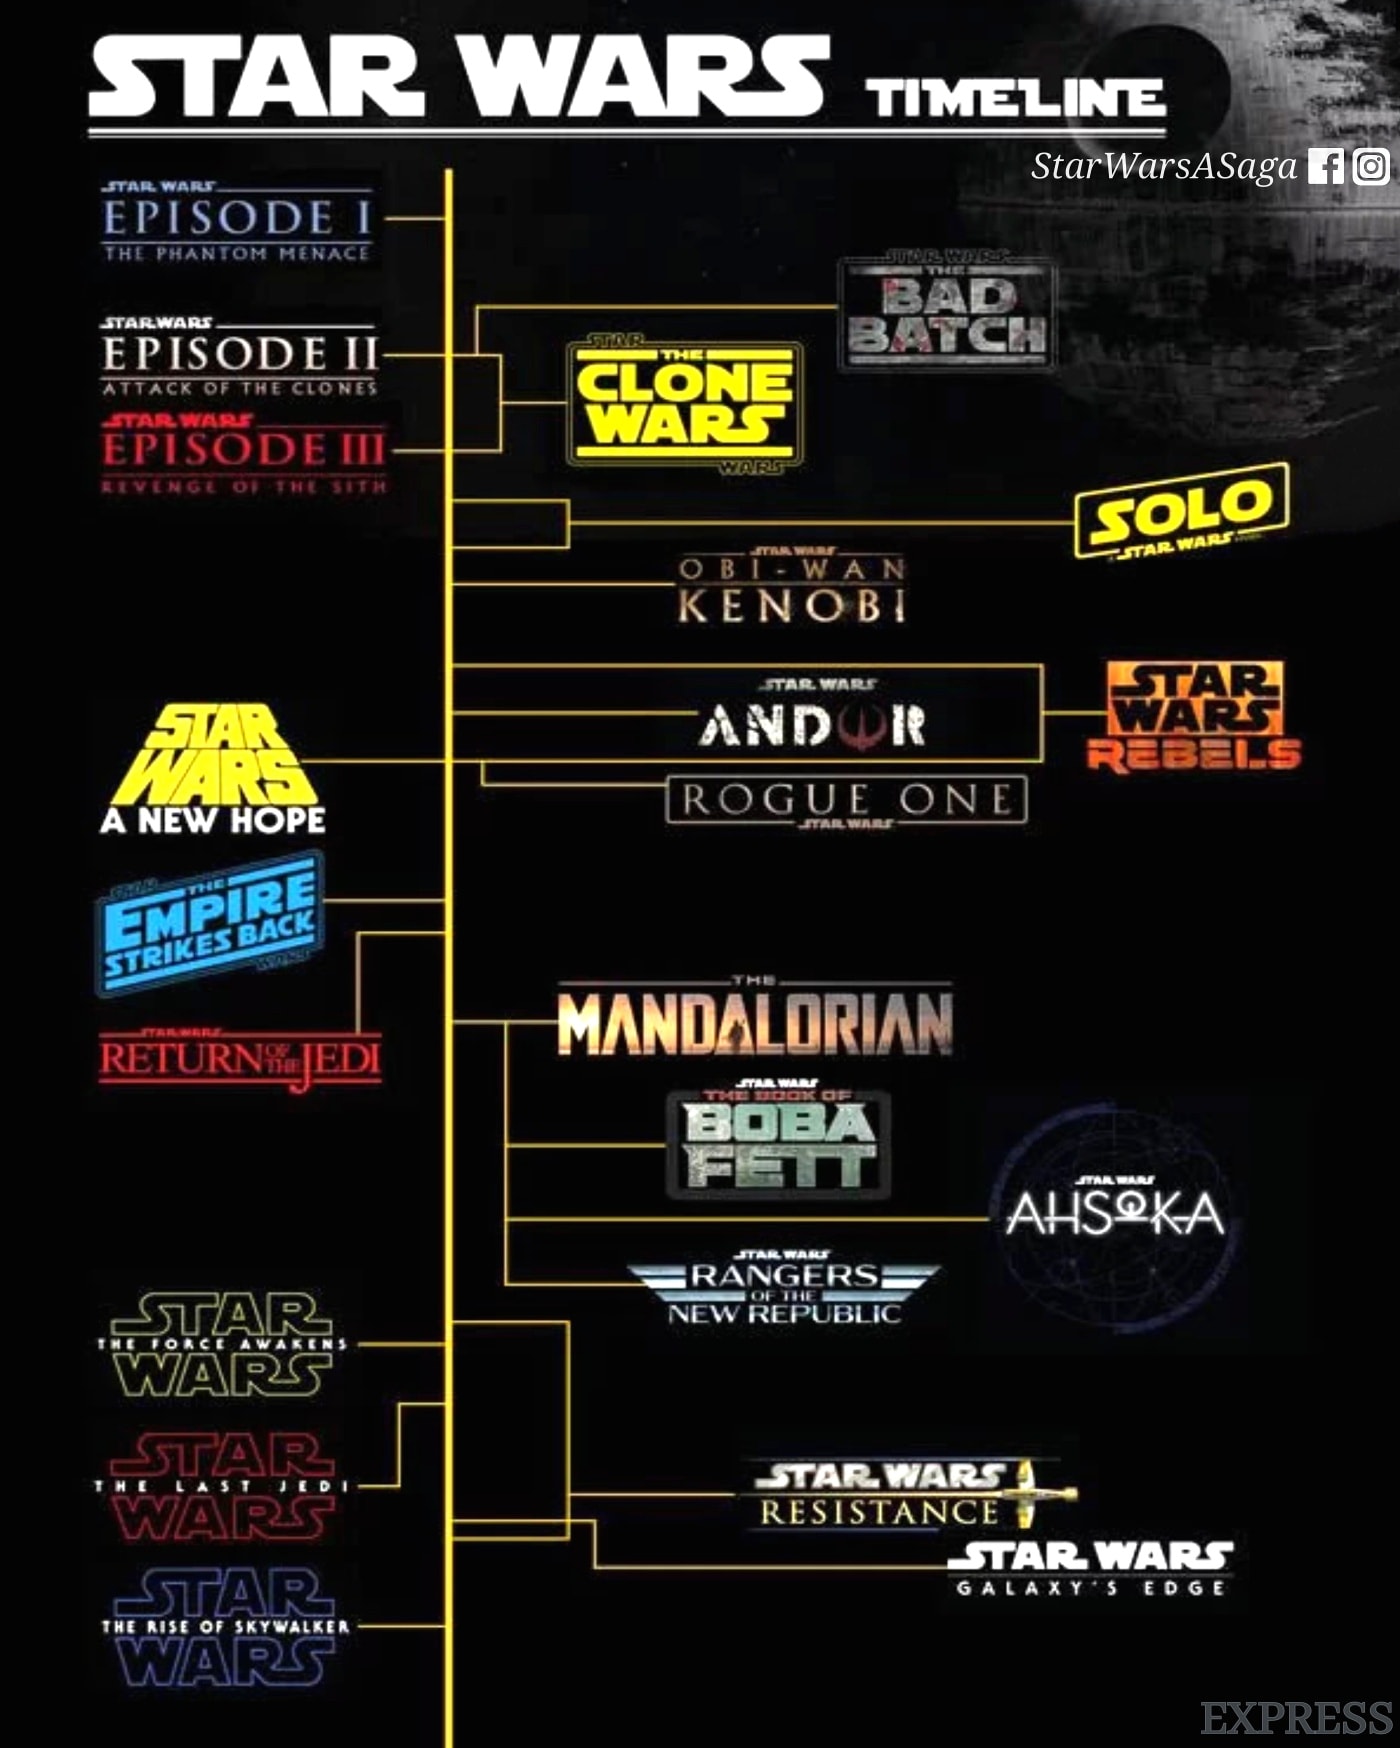 STAR WARS TIMELINE
StarWarsASaga
STAR WARS
EPISODE I
THE PHANTOM MENACE
STAR WARS
THE
BAD
BATCH
STAR WARS
EPISODE II
ATTACK OF THE CLONES
STAR
THE
CLONE
WARS
WARS
STAR WARS
EPISODE III
REVENGE OF THE SITH
SOLO
STAR WARS
STAR WARS
OBI-WAN
KENOBI
STAR WARS
ANDOR
STAR
WARS
REBELS
STAR
WARS
A NEW HOPE
ROGUE ONE
STAR WARS
STAR
THE
EMPIRE
STRIKES BACK
WARS
THE
MANDALORIAN
STAR WARS
RETURN OF THE JEDI
STAR WARS
THE BOOK OF
BOBA
FETT
STAR WARS
AHSOKA
STAR WARS
RANGERS
OF THE
NEW REPUBLIC
STAR
THE FORCE AWAKENS
WARS
STAR
THE LAST JEDI
WARS
STAR WARS
RESISTANCE
STAR WARS
GALAXY'S EDGE
STAR
THE RISE OF SKYWALKER
WARS
EXPRESS